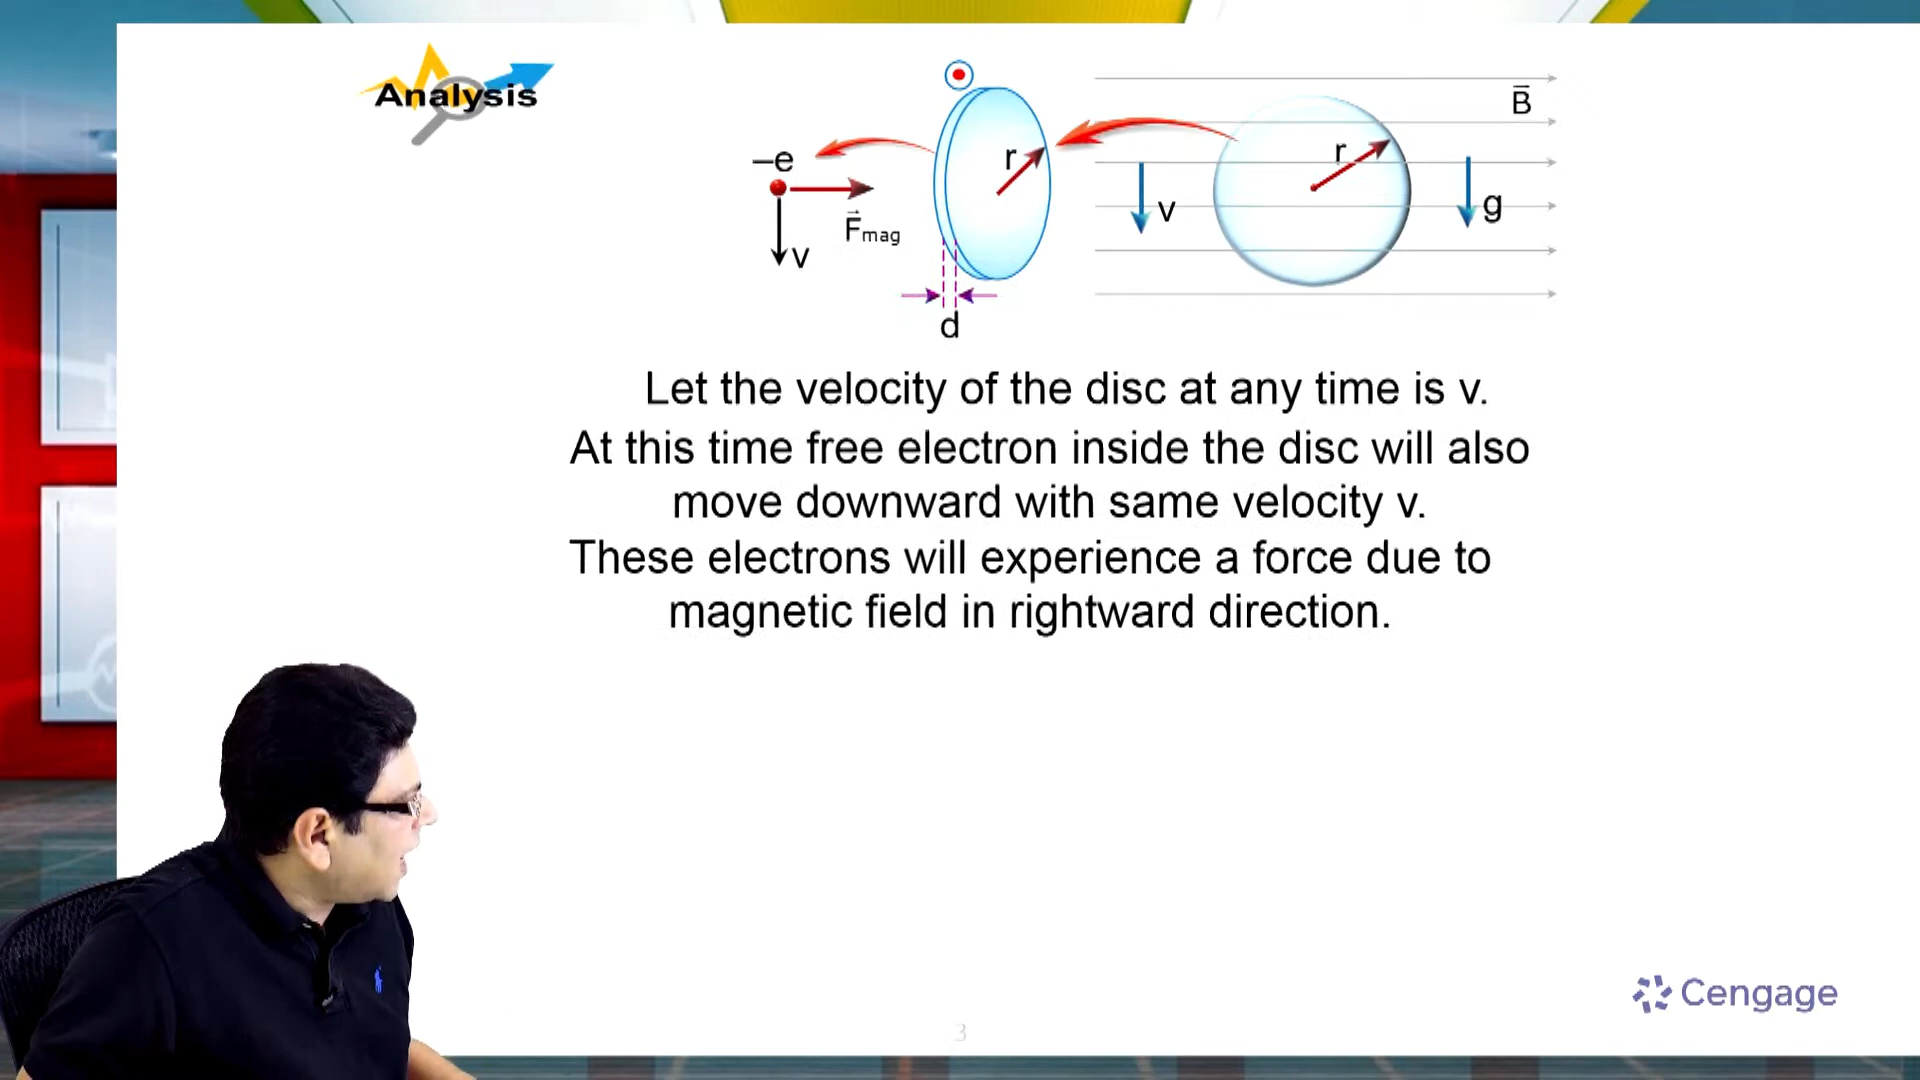 Analysis
B̄
–e
r
r
v
g
F⃗mag
v
d
Let the velocity of the disc at any time is v.
At this time free electron inside the disc will also
move downward with same velocity v.
These electrons will experience a force due to
magnetic field in rightward direction.
Cengage
3